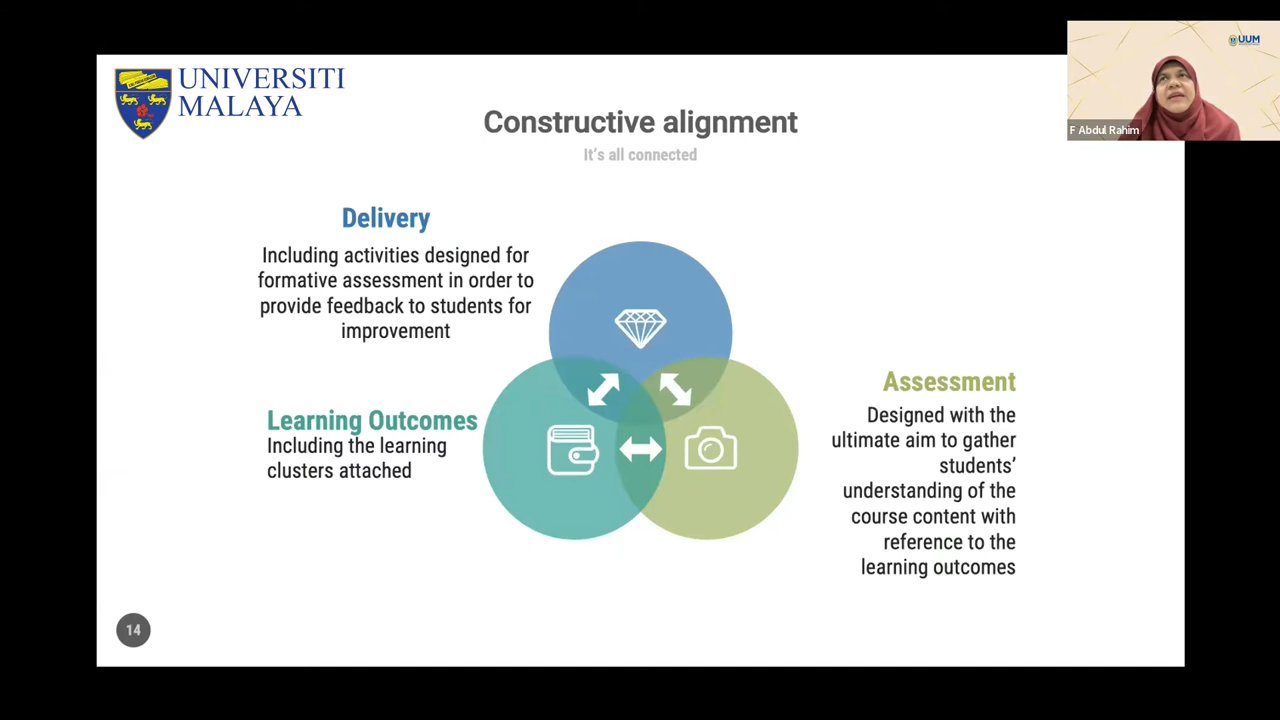 UNIVERSITI
MALAYA
UUM
F Abdul Rahim
Constructive alignment
It's all connected
Delivery
Including activities designed for
formative assessment in order to
provide feedback to students for
improvement
Learning Outcomes
Including the learning
clusters attached
Assessment
Designed with the
ultimate aim to gather
students’
understanding of the
course content with
reference to the
learning outcomes
14